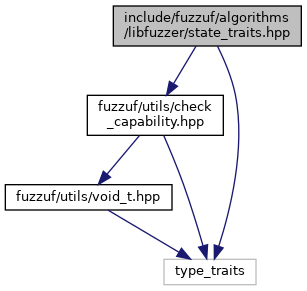 include/fuzzuf/algorithms
/libfuzzer/state_traits.hpp
fuzzuf/utils/check
_capability.hpp
fuzzuf/utils/void_t.hpp
type_traits